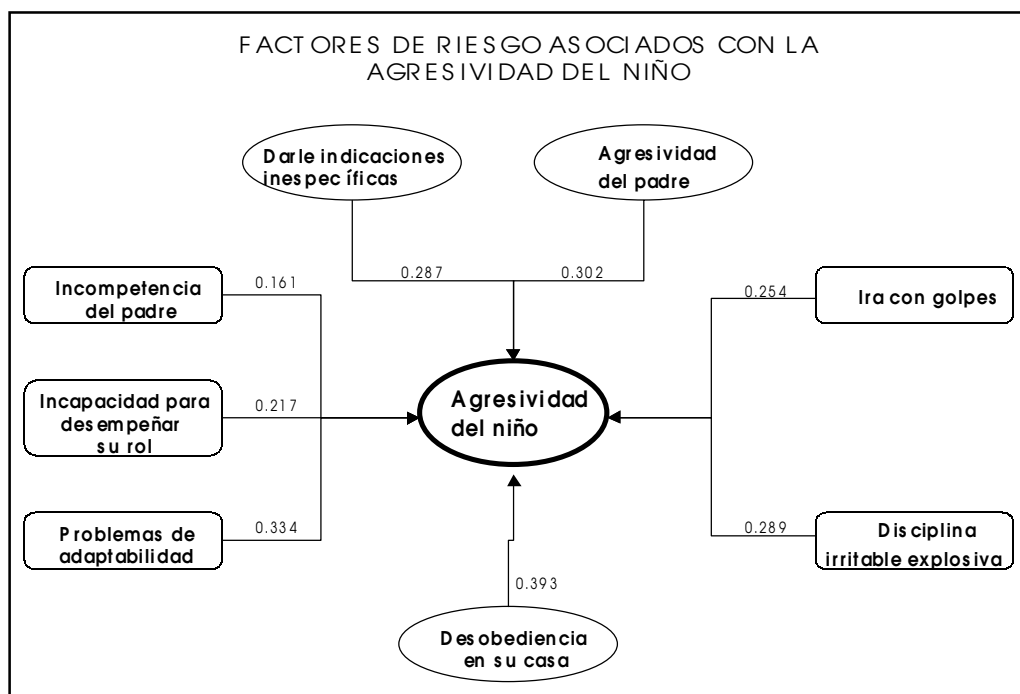 FACTORES DE RIESGO ASOCIADOS CON LA
AGRESIVIDAD DEL NIÑO
Darle indicaciones
inespecíficas
Agresividad
del padre
0.287
0.302
Incompetencia
del padre
0.161
0.254
Ira con golpes
Incapacidad para
desempeñar
su rol
0.217
Agresividad
del niño
Problemas de
adaptabilidad
0.334
0.289
Disciplina
irritable explosiva
0.393
Desobediencia
en su casa